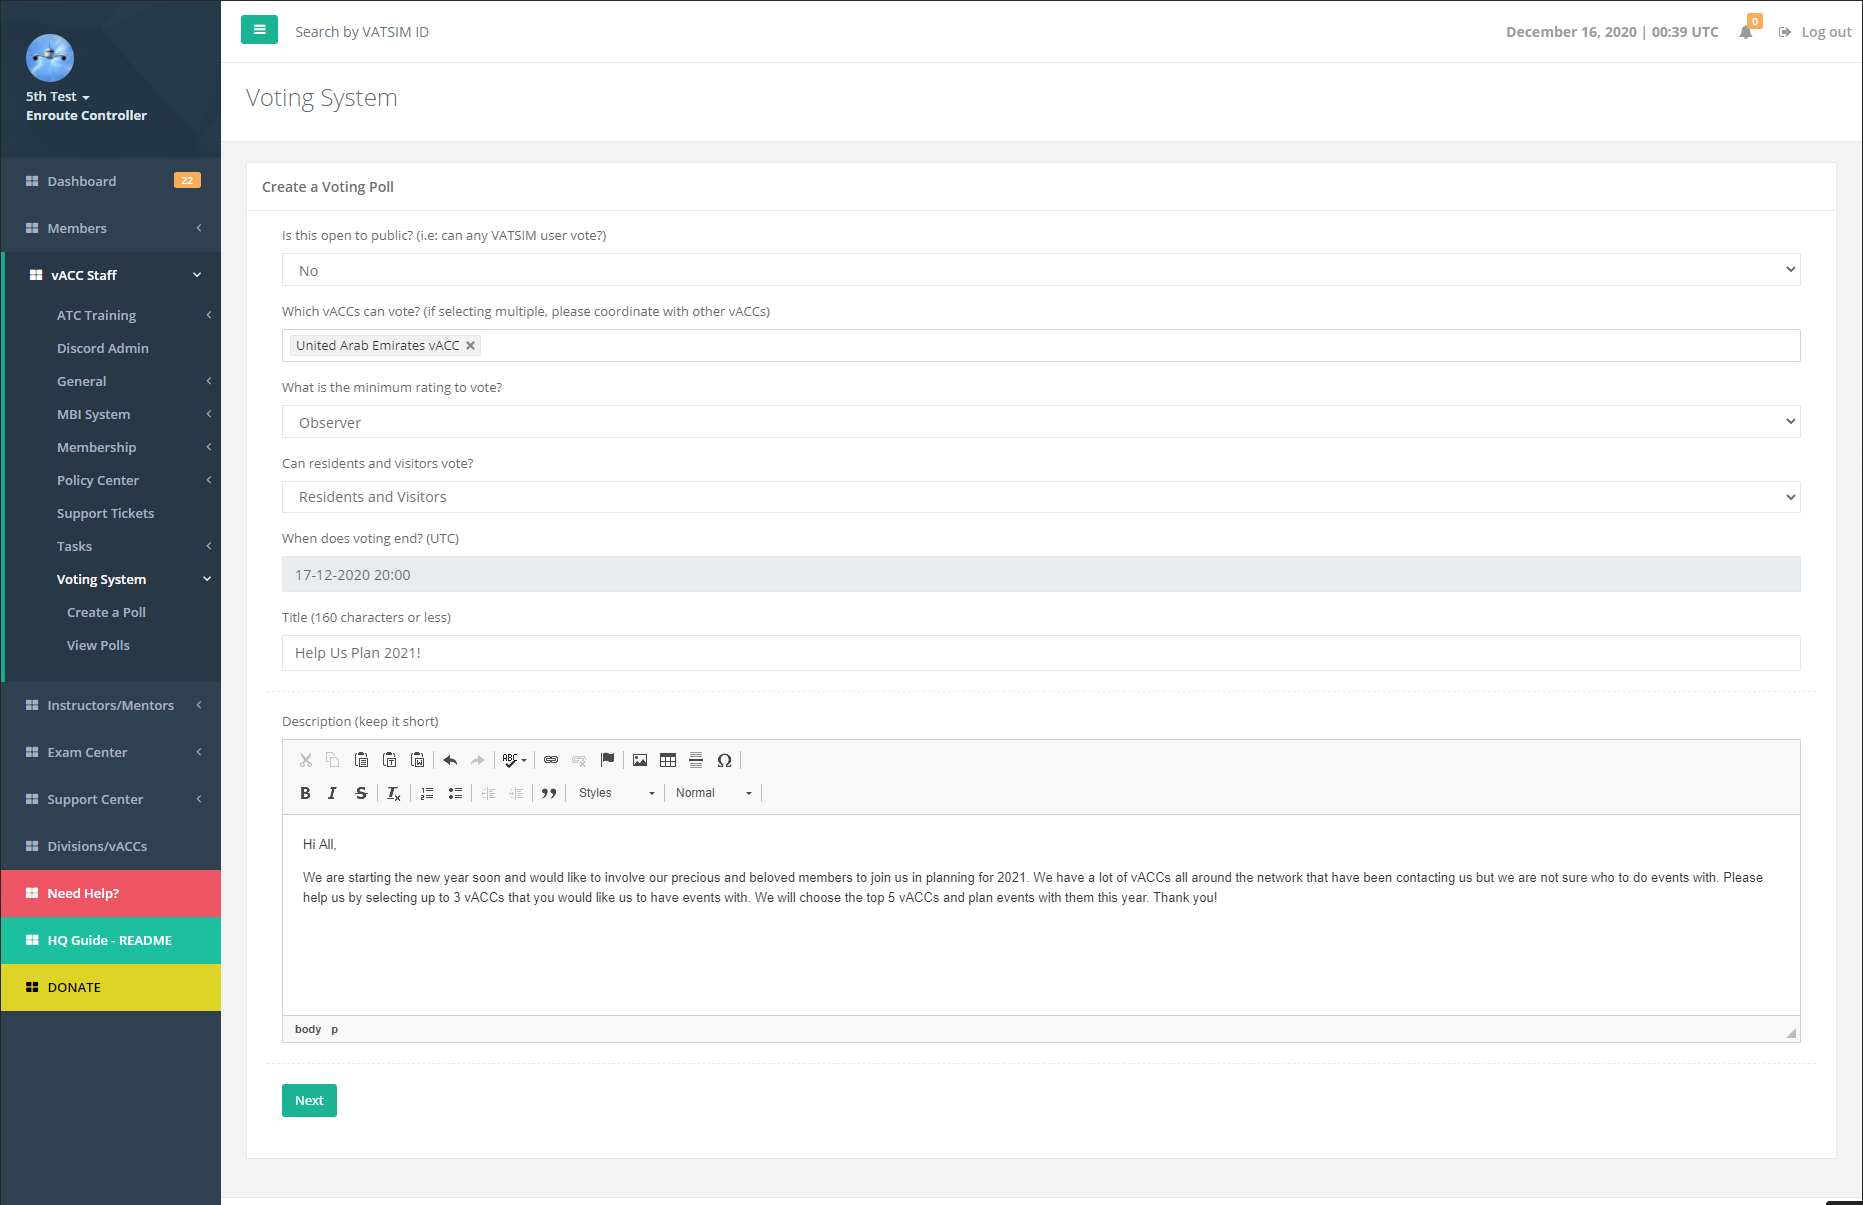 5th Test
Enroute Controller
Dashboard 22
Members
vACC Staff
ATC Training
Discord Admin
General
MBI System
Membership
Policy Center
Support Tickets
Tasks
Voting System
Create a Poll
View Polls
Instructors/Mentors
Exam Center
Support Center
Divisions/vACCs
Need Help?
HQ Guide - README
DONATE
Search by VATSIM ID
December 16, 2020 | 00:39 UTC
0
Log out
Voting System
Create a Voting Poll
Is this open to public? (i.e: can any VATSIM user vote?)
No
Which vACCs can vote? (if selecting multiple, please coordinate with other vACCs)
United Arab Emirates vACC
What is the minimum rating to vote?
Observer
Can residents and visitors vote?
Residents and Visitors
When does voting end? (UTC)
17-12-2020 20:00
Title (160 characters or less)
Help Us Plan 2021!
Description (keep it short)
ABC
Ω
B I S Tx Styles Normal
Hi All,
We are starting the new year soon and would like to involve our precious and beloved members to join us in planning for 2021. We have a lot of vACCs all around the network that have been contacting us but we are not sure who to do events with. Please
help us by selecting up to 3 vACCs that you would like us to have events with. We will choose the top 5 vACCs and plan events with them this year. Thank you!
body p
Next